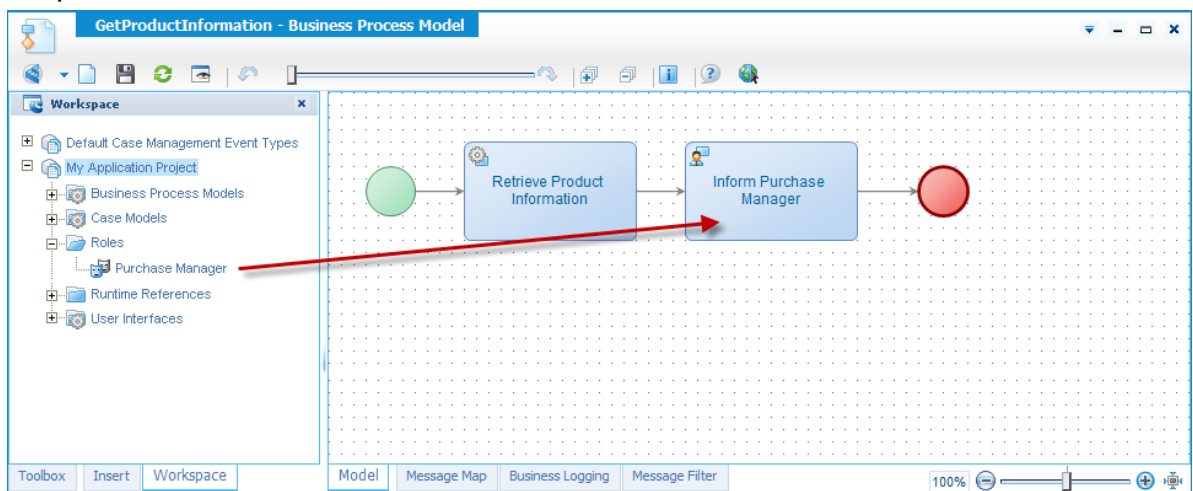 GetProductInformation - Business Process Model
Workspace
Default Case Management Event Types
My Application Project
Business Process Models
Case Models
Roles
Purchase Manager
Runtime References
User Interfaces
Retrieve Product
Information
Inform Purchase
Manager
Toolbox Insert Workspace
Model Message Map Business Logging Message Filter
100%